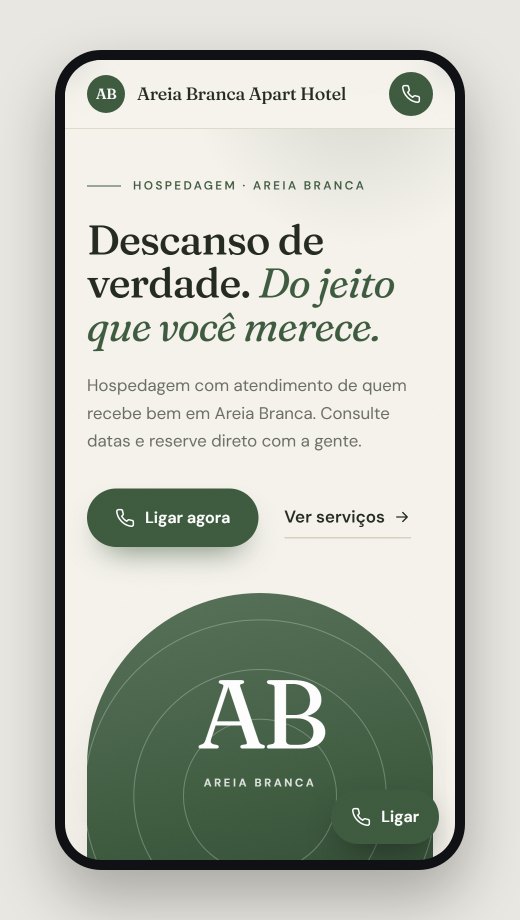 AB Areia Branca Apart Hotel
HOSPEDAGEM · AREIA BRANCA
Descanso de
verdade. Do jeito
que você merece.
Hospedagem com atendimento de quem
recebe bem em Areia Branca. Consulte
datas e reserve direto com a gente.
Ligar agora
Ver serviços →
AB
AREIA BRANCA
Ligar